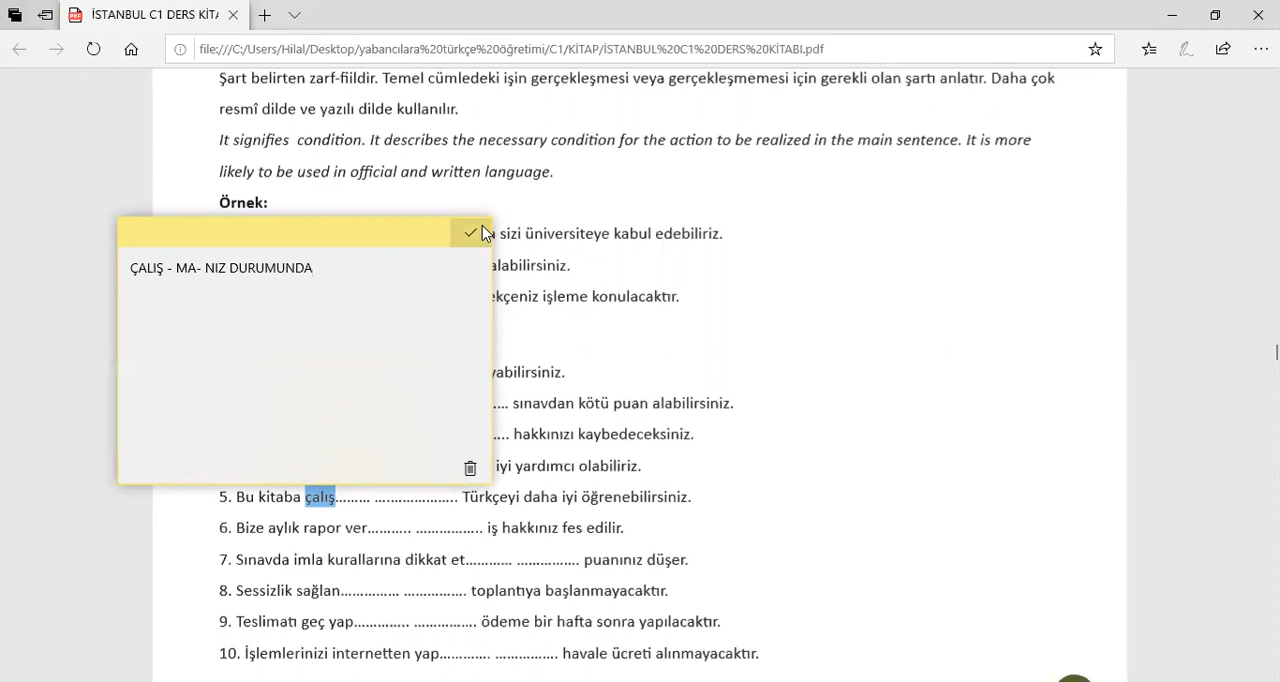 İSTANBUL C1 DERS KİTA
file:///C:/Users/Hilal/Desktop/yabancılara%20türkçe%20öğretimi/C1/KİTAP/İSTANBUL%20C1%20DERS%20KİTABI.pdf
Şart belirten zarf-fiildir. Temel cümledeki işin gerçekleşmesi veya gerçekleşmemesi için gerekli olan şartı anlatır. Daha çok
resmî dilde ve yazılı dilde kullanılır.
It signifies condition. It describes the necessary condition for the action to be realized in the main sentence. It is more
likely to be used in official and written language.
Örnek:
sizi üniversiteye kabul edebiliriz.
alabilirsiniz.
ÇALIŞ - MA- NIZ DURUMUNDA
ekçeniz işleme konulacaktır.
yabilirsiniz.
.... sınavdan kötü puan alabilirsiniz.
.... hakkınızı kaybedeceksiniz.
iyi yardımcı olabiliriz.
5. Bu kitaba çalış……… ….…………….. Türkçeyi daha iyi öğrenebilirsiniz.
6. Bize aylık rapor ver……….. …………….. iş hakkınız fes edilir.
7. Sınavda imla kurallarına dikkat et………… ……………. puanınız düşer.
8. Sessizlik sağlan…………… ……………. toplantıya başlanmayacaktır.
9. Teslimatı geç yap………….. ……………. ödeme bir hafta sonra yapılacaktır.
10. İşlemlerinizi internetten yap…………. ……………. havale ücreti alınmayacaktır.